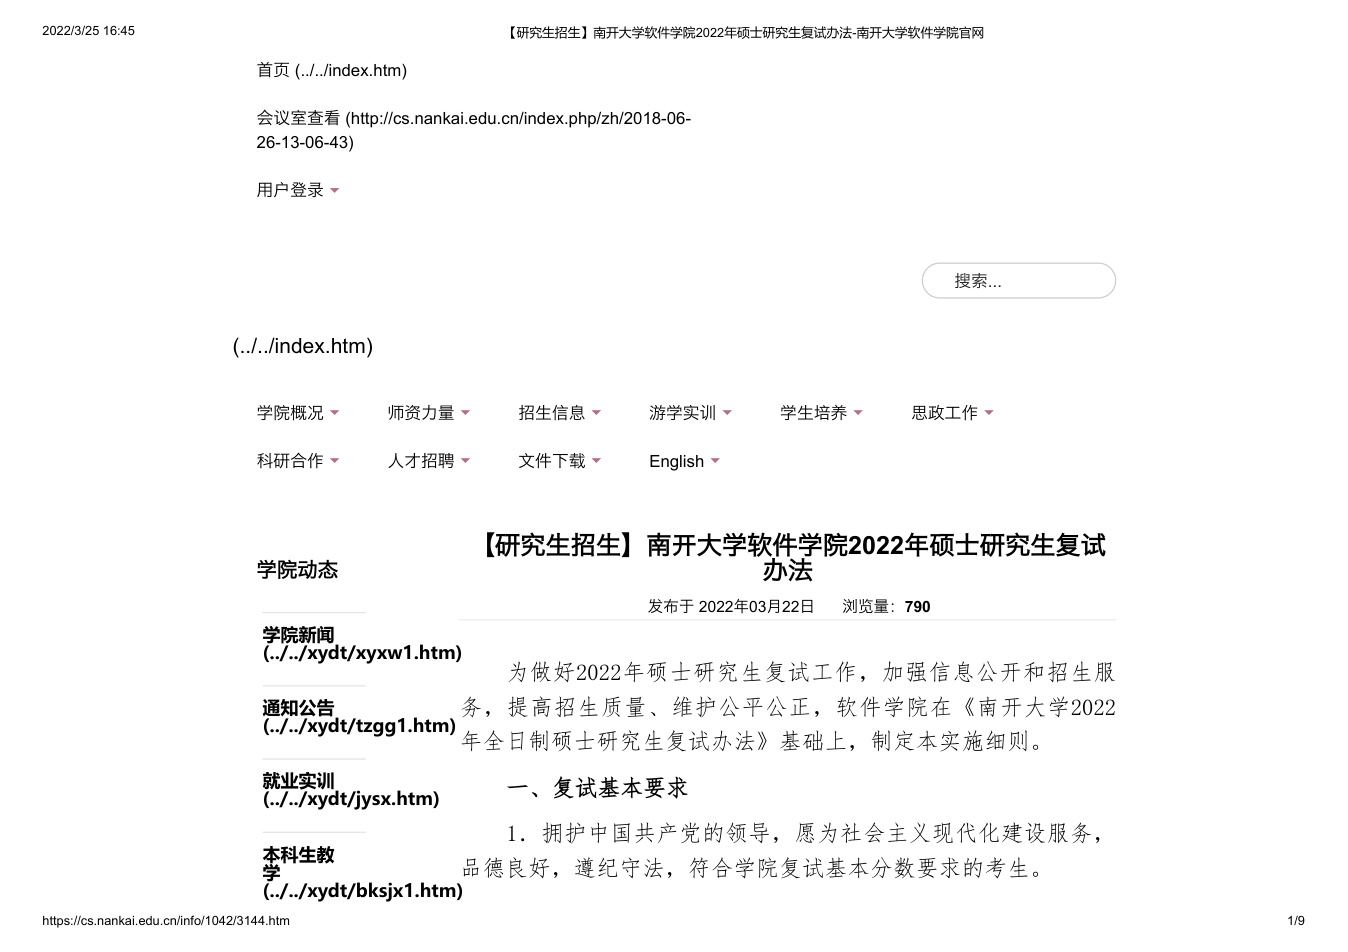 2022/3/25 16:45
【研究生招生】南开大学软件学院2022年硕士研究生复试办法-南开大学软件学院官网
首页 (../../index.htm)
会议室查看 (http://cs.nankai.edu.cn/index.php/zh/2018-06-
26-13-06-43)
用户登录
搜索...
(../../index.htm)
学院概况 师资力量 招生信息 游学实训 学生培养 思政工作
科研合作 人才招聘 文件下载 English
学院动态
学院新闻
(../../xydt/xyxw1.htm)
通知公告
(../../xydt/tzgg1.htm)
就业实训
(../../xydt/jysx.htm)
本科生教
学
(../../xydt/bksjx1.htm)
【研究生招生】南开大学软件学院2022年硕士研究生复试
办法
发布于 2022年03月22日 浏览量：790
为做好2022年硕士研究生复试工作，加强信息公开和招生服
务，提高招生质量、维护公平公正，软件学院在《南开大学2022
年全日制硕士研究生复试办法》基础上，制定本实施细则。
一、复试基本要求
1．拥护中国共产党的领导，愿为社会主义现代化建设服务，
品德良好，遵纪守法，符合学院复试基本分数要求的考生。
https://cs.nankai.edu.cn/info/1042/3144.htm
1/9